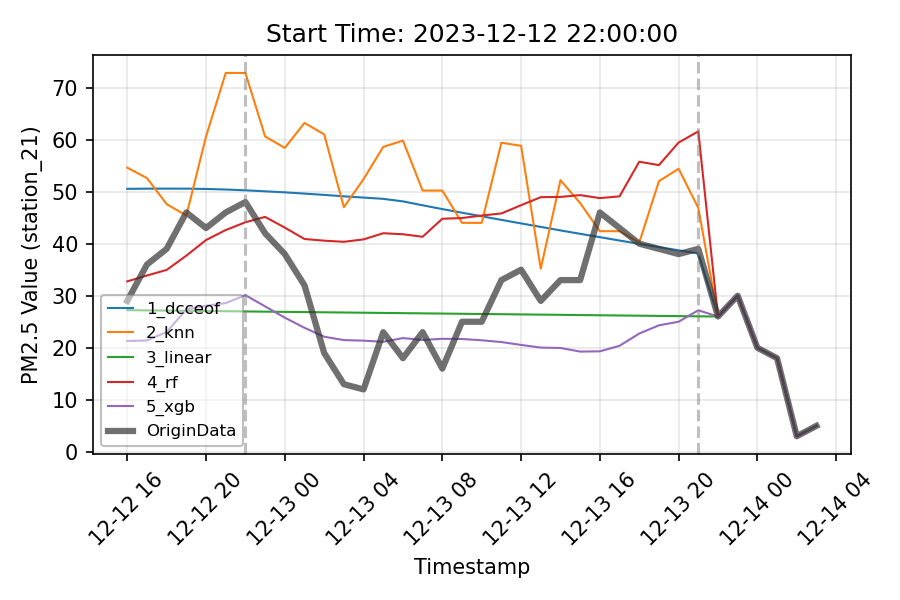 Start Time: 2023-12-12 22:00:00
PM2.5 Value (station_21)
70
60
50
40
30
20
10
0
1_dcceof
2_knn
3_linear
4_rf
5_xgb
OriginData
12-12 16
12-12 20
12-13 00
12-13 04
12-13 08
12-13 12
12-13 16
12-13 20
12-14 00
12-14 04
Timestamp